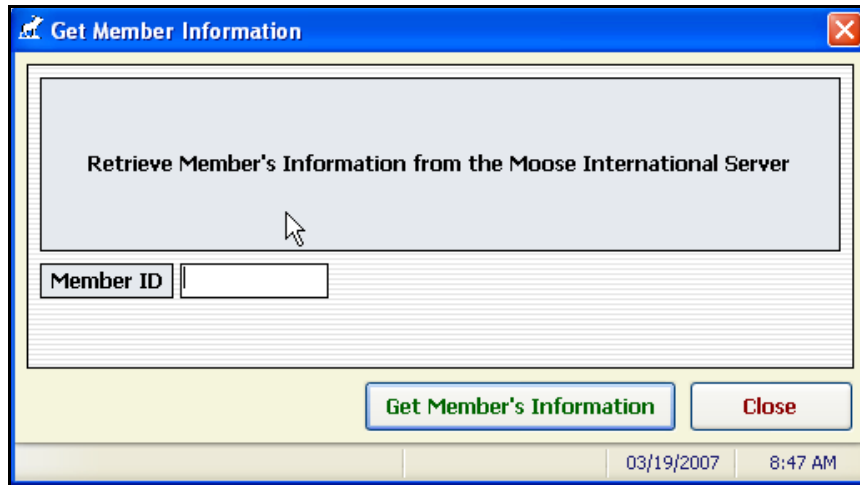 Get Member Information
Retrieve Member's Information from the Moose International Server
Member ID
Get Member's Information Close
03/19/2007 8:47 AM